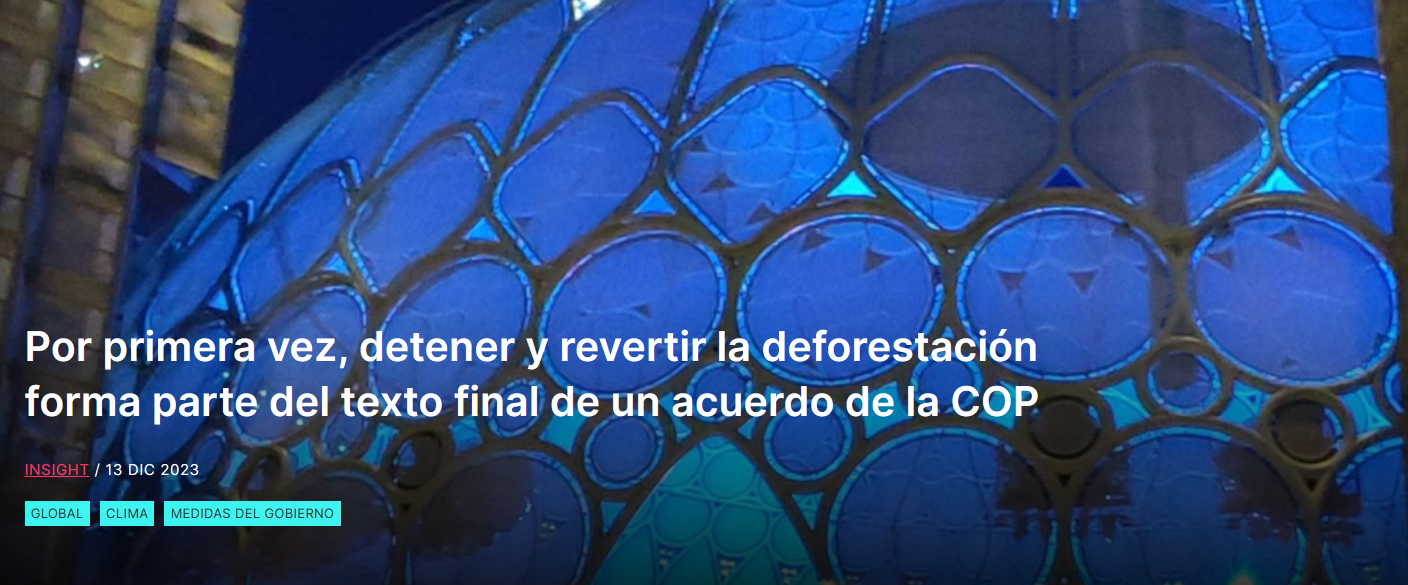 Por primera vez, detener y revertir la deforestación
forma parte del texto final de un acuerdo de la COP
INSIGHT / 13 DIC 2023
GLOBAL CLIMA MEDIDAS DEL GOBIERNO